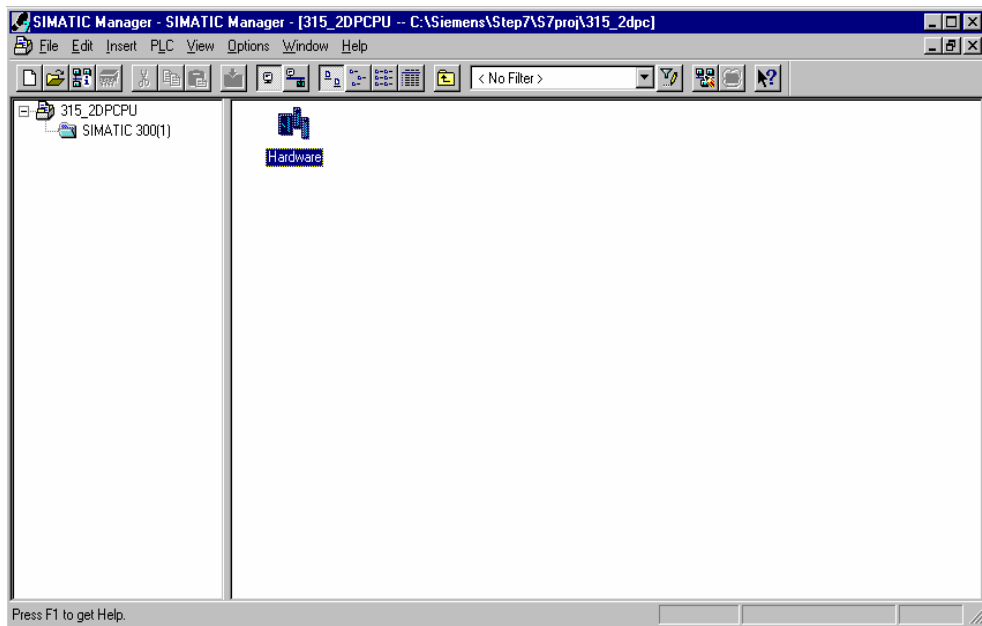 SIMATIC Manager - SIMATIC Manager - [315_2DPCPU -- C:\Siemens\Step7\S7proj\315_2dpc]
File Edit Insert PLC View Options Window Help
< No Filter >
315_2DPCPU
SIMATIC 300(1)
Hardware
Press F1 to get Help.